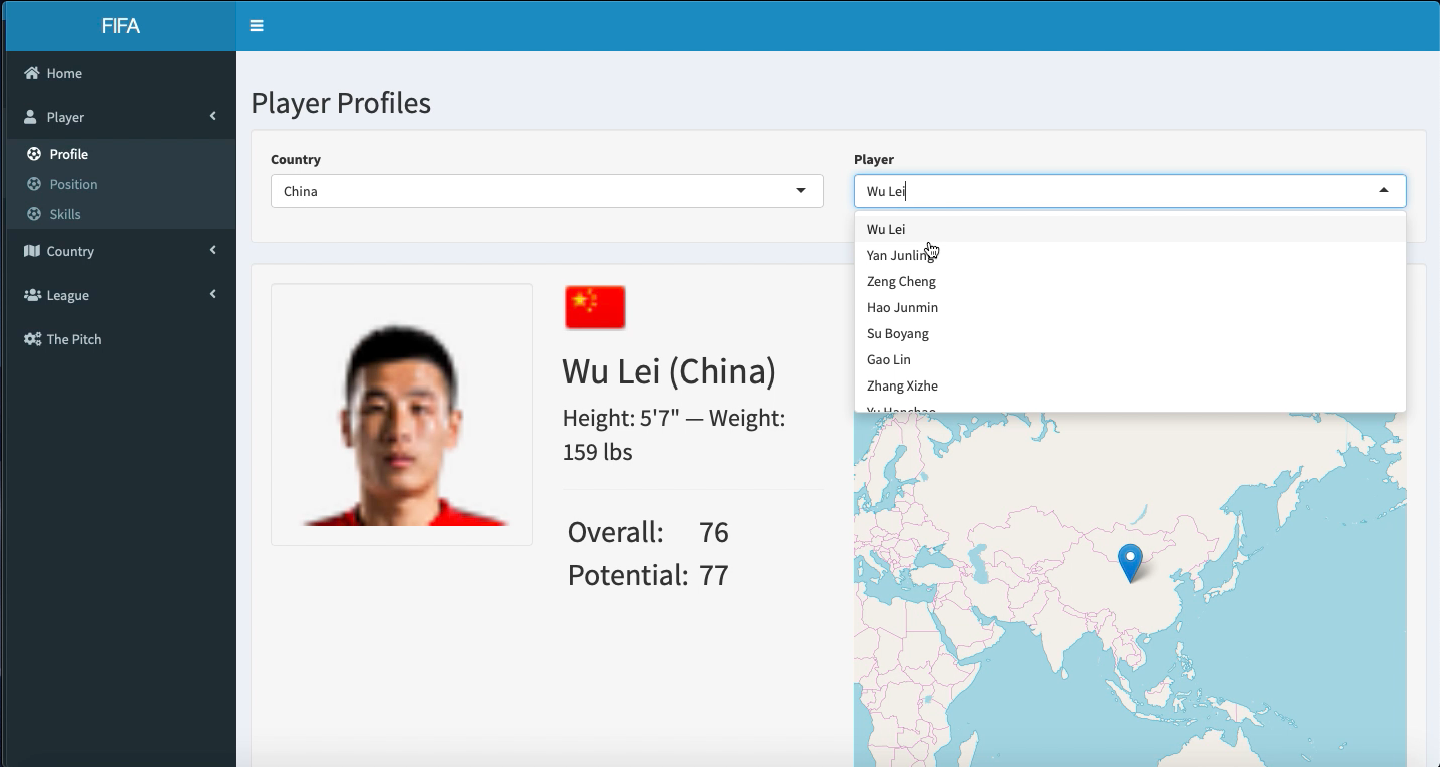 FIFA
Home
Player
Profile
Position
Skills
Country
League
The Pitch
Player Profiles
Country
China
Player
Wu Lei
Wu Lei
Yan Junling
Zeng Cheng
Hao Junmin
Su Boyang
Gao Lin
Zhang Xizhe
Yu Hanchao
Wu Lei (China)
Height: 5'7" — Weight:
159 lbs
Overall: 76
Potential: 77